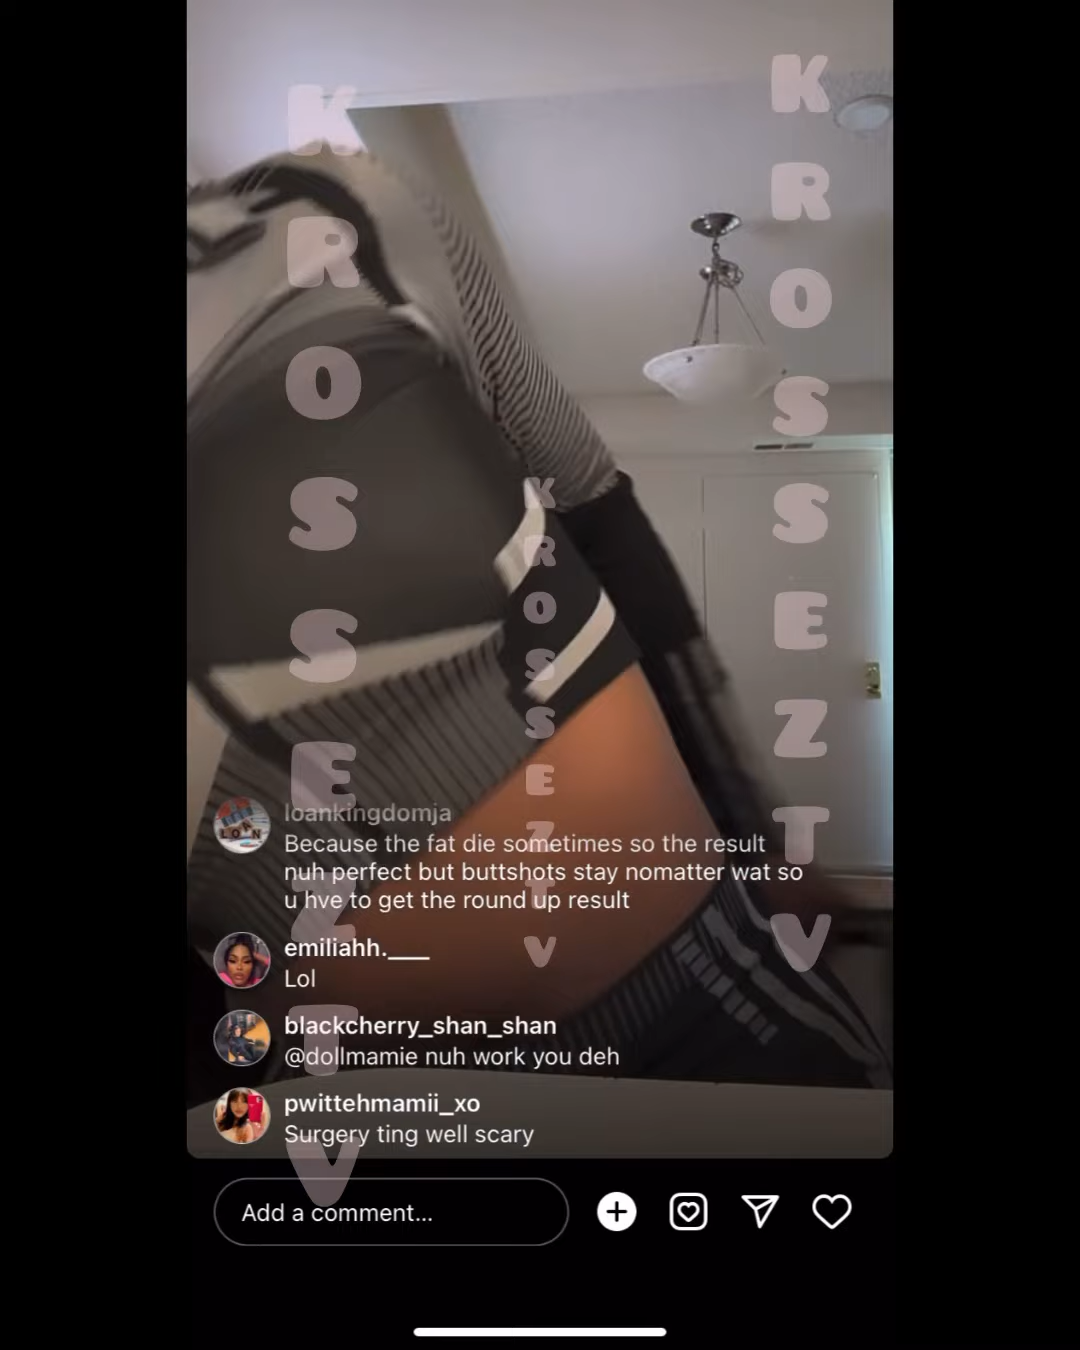 KROSSEZTV
KROSSEZTV
KROSSEZTV
LOAN
loankingdomja
Because the fat die sometimes so the result
nuh perfect but buttshots stay nomatter wat so
u hve to get the round up result
emiliahh.____
Lol
blackcherry_shan_shan
@dollmamie nuh work you deh
pwittehmamii_xo
Surgery ting well scary
Add a comment...